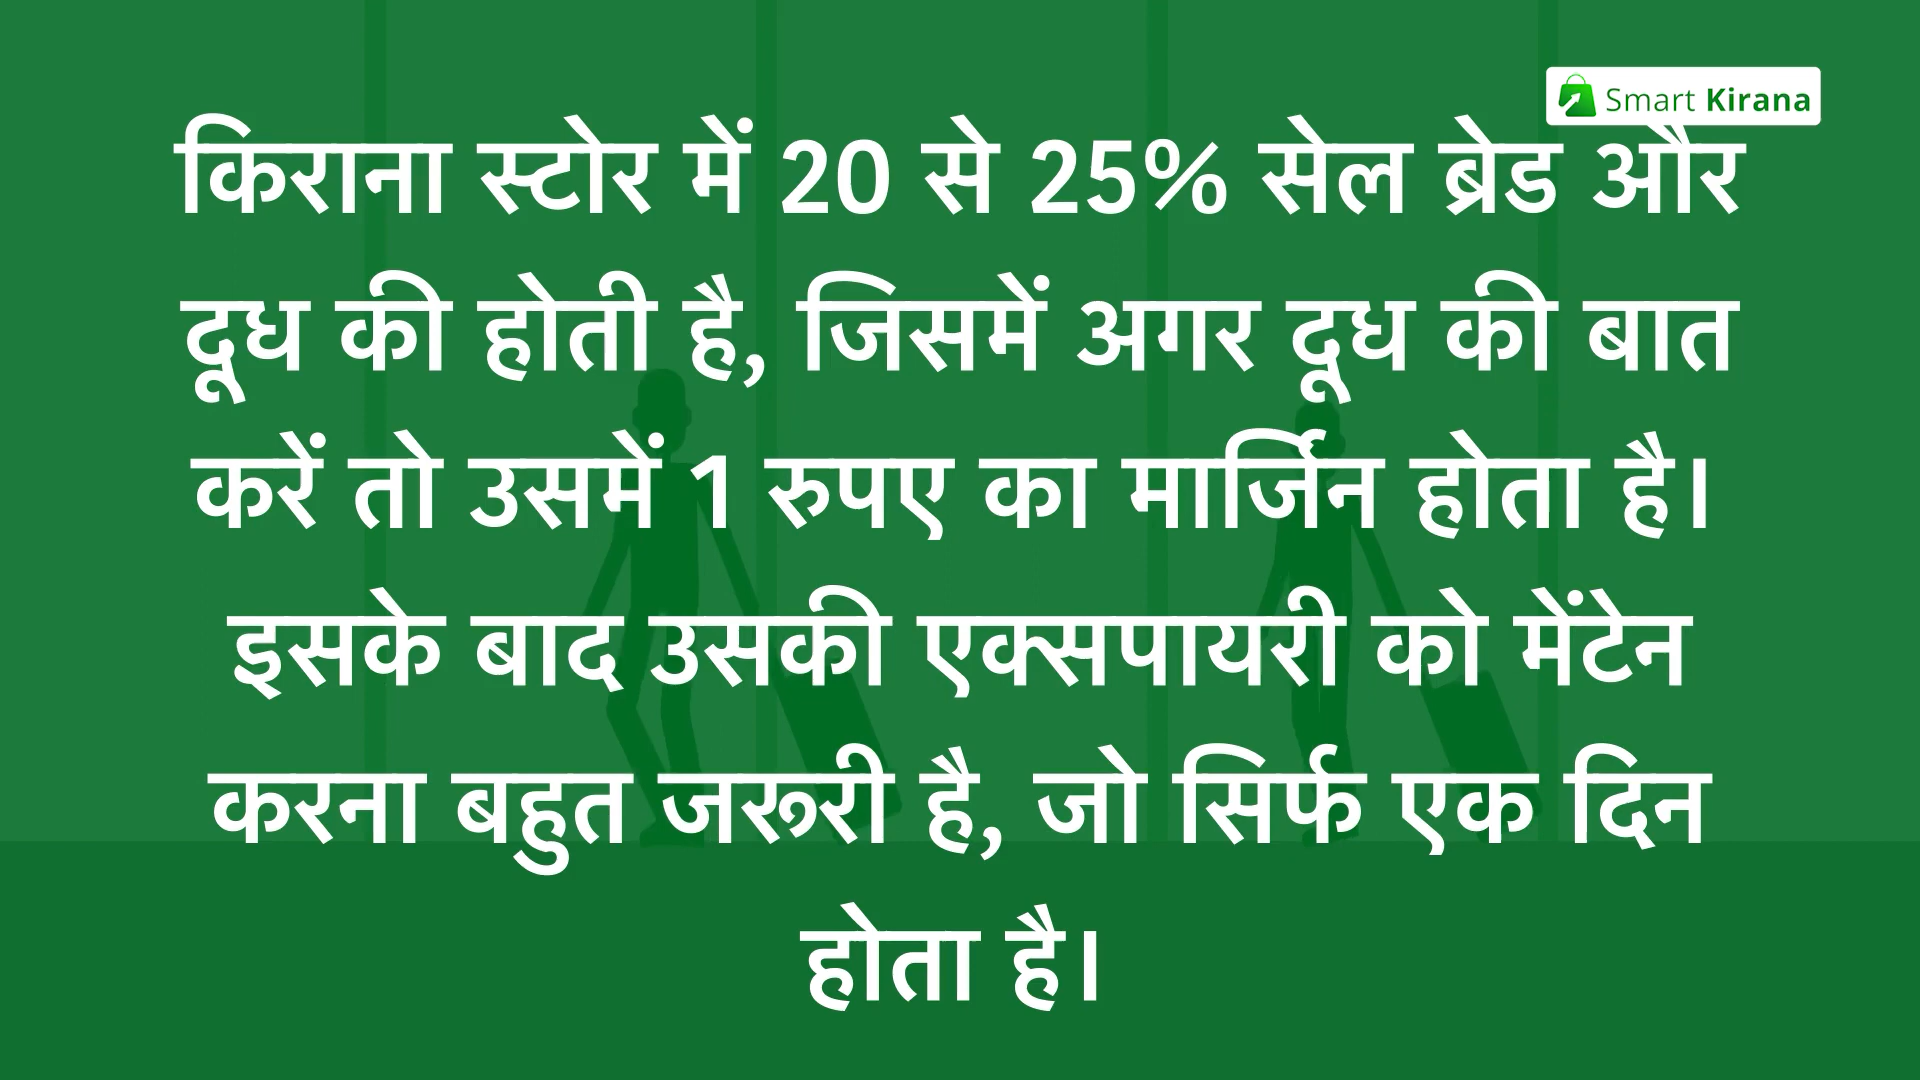 Smart Kirana
किराना स्टोर में 20 से 25% सेल ब्रेड और
दूध की होती है, जिसमें अगर दूध की बात
करें तो उसमें 1 रुपए का मार्जिन होता है।
इसके बाद उसकी एक्सपायरी को मेंटेन
करना बहुत जरूरी है, जो सिर्फ एक दिन
होता है।